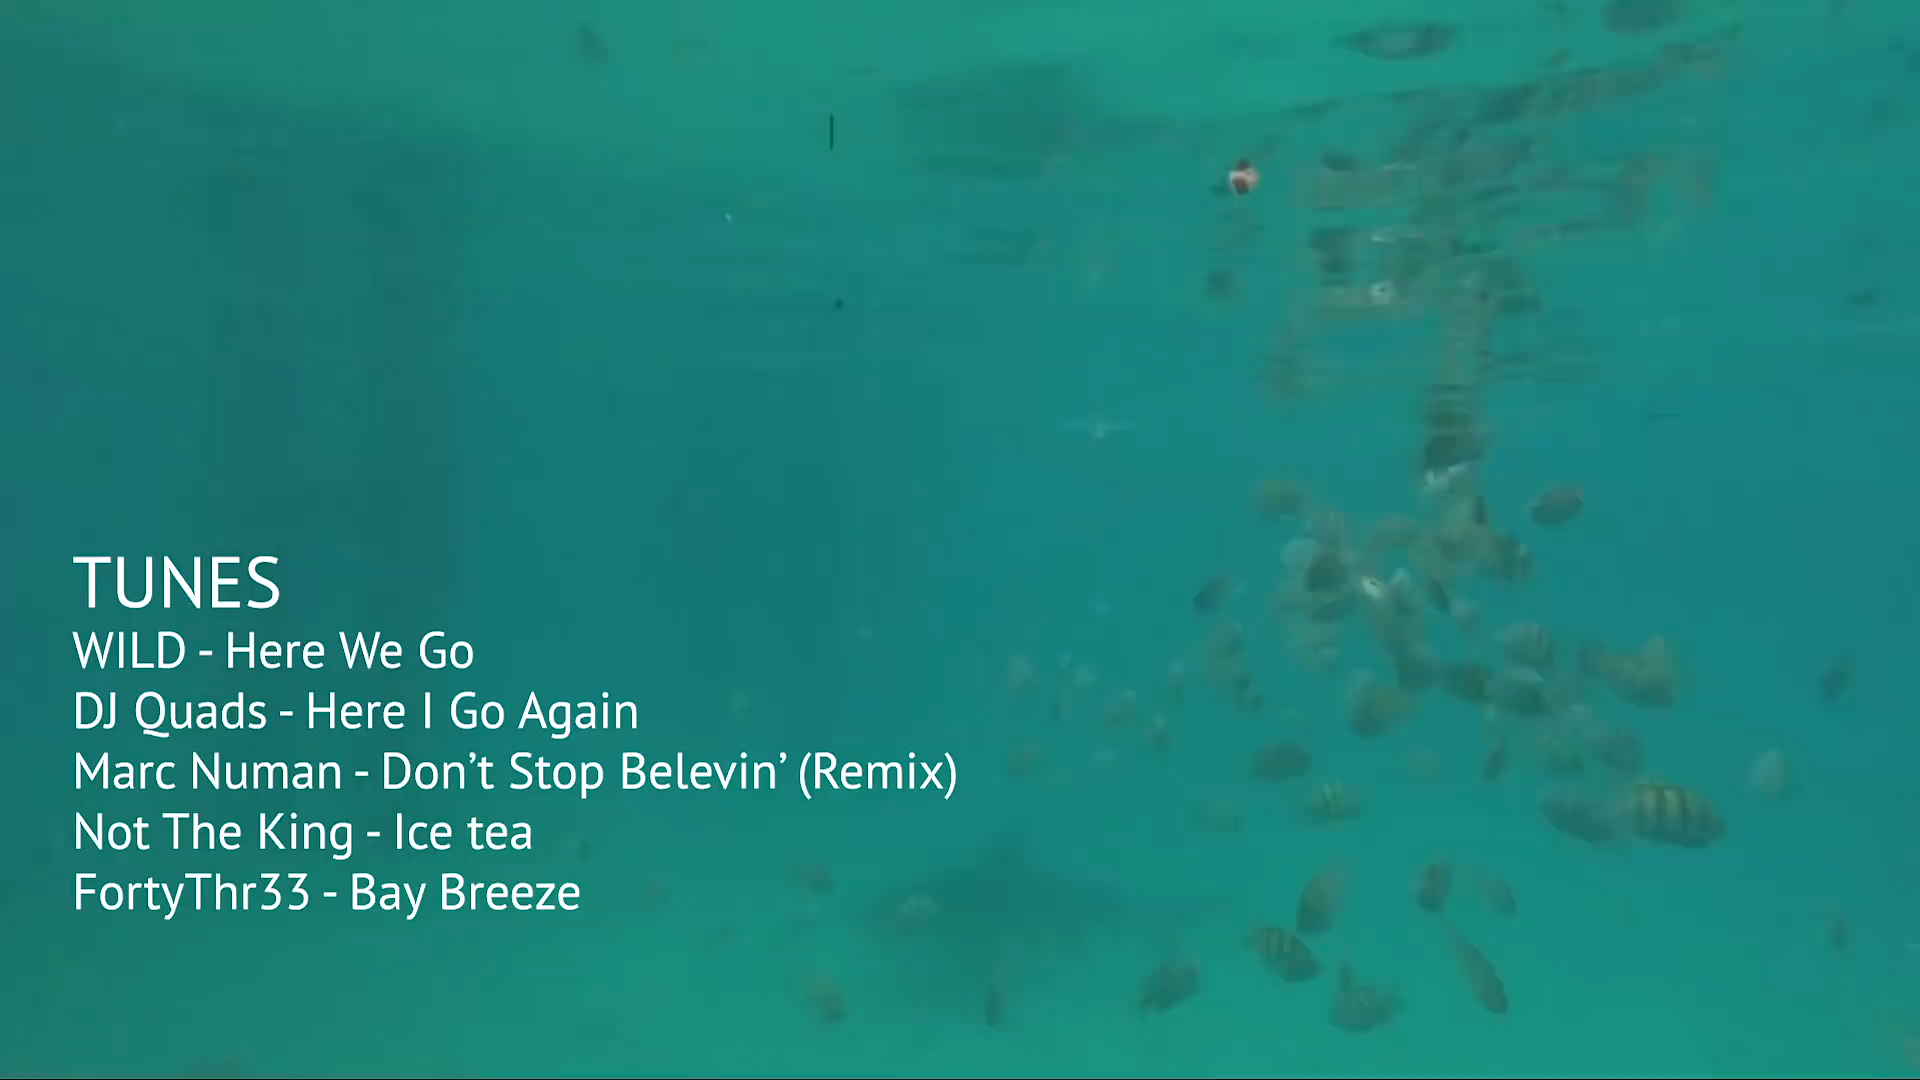 TUNES
WILD - Here We Go
DJ Quads - Here I Go Again
Marc Numan - Don’t Stop Belevin’ (Remix)
Not The King - Ice tea
FortyThr33 - Bay Breeze